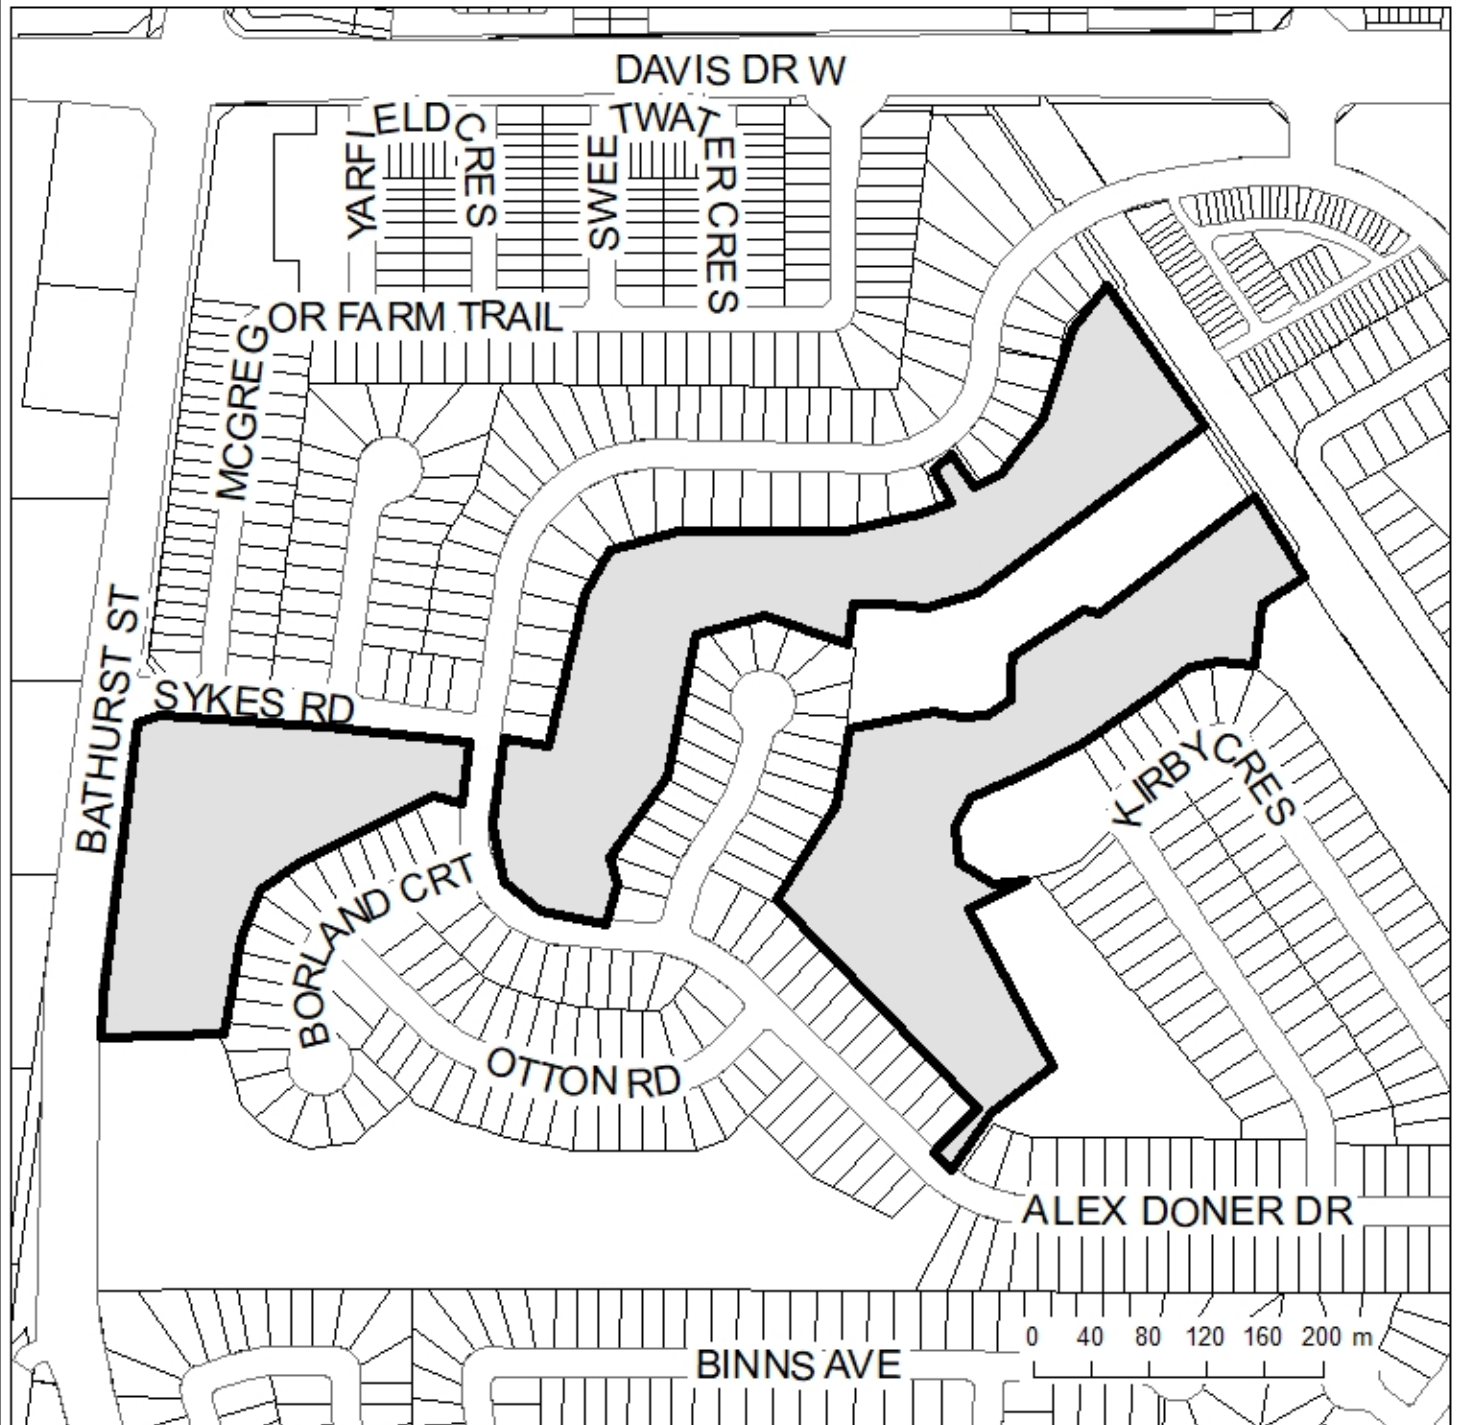 DAVIS DR W
YARFIELD CRES
SWEETWATER CRES
MCGREGOR FARM TRAIL
BATHURST ST
SYKES RD
KIRBY CRES
BORLAND CRT
OTTON RD
ALEX DONER DR
0 40 80 120 160 200 m
BINNS AVE